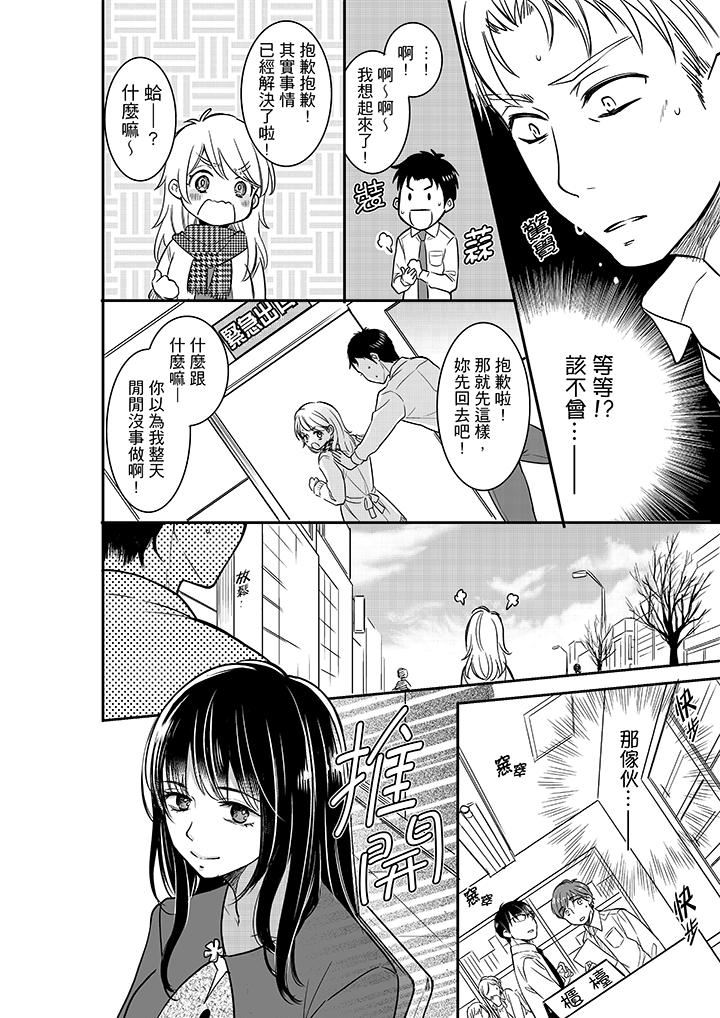 驚
等等!?
該不會……——
……!
啊!
啊~啊~
我想起來了!
裝
蒜
抱歉抱歉!
其實事情
已經解決了啦!
蛤——?
什麼嘛~
緊急出口
抱歉啦!
那就先這樣，
妳先回去吧!
什麼跟
什麼嘛—
你以為我整天
閒閒沒事做啊!
放鬆
快步
那傢伙……——
窸窣
窸窣
快步
櫃檯
推開